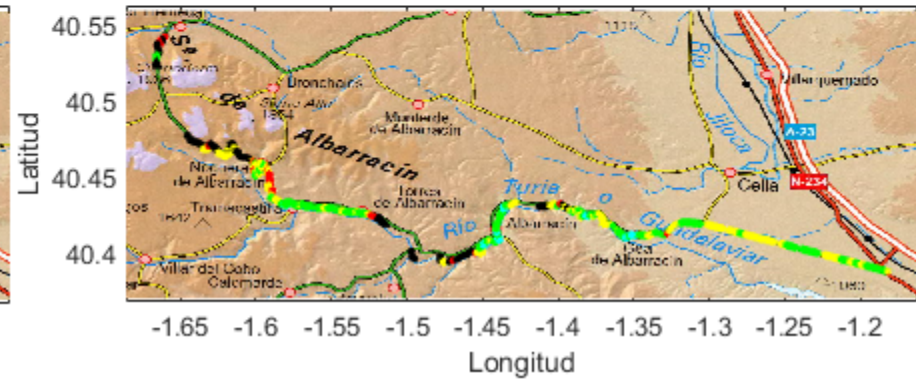 40.55
40.5
40.45
40.4
Latitud
Bronchales
Sierra Alta
de
Albarracín
Monterde
de Albarracín
Noguera
de Albarracín
Tramacastilla
Torres
de Albarracín
Villar del Cobo
Calomarde
Río
Turia
o
Guadalaviar
Albarracín
Gea
de Albarracín
Cella
Río
Jiloca
Villarquemado
A-23
N-234
-1.65
-1.6
-1.55
-1.5
-1.45
-1.4
-1.35
-1.3
-1.25
-1.2
Longitud